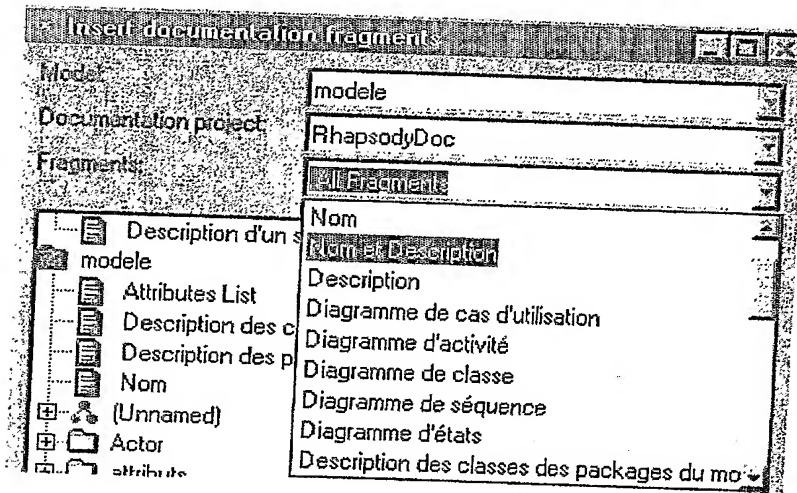 Insert documentation fragments
Model:
modele
Documentation project:
RhapsodyDoc
Fragments:
All Fragments
Nom
Nom et Description
Description
Diagramme de cas d'utilisation
Diagramme d'activité
Diagramme de classe
Diagramme de séquence
Diagramme d'états
Description des classes des packages du mo
Description d'un s
modele
Attributes List
Description des c
Description des p
Nom
(Unnamed)
Actor
attributs